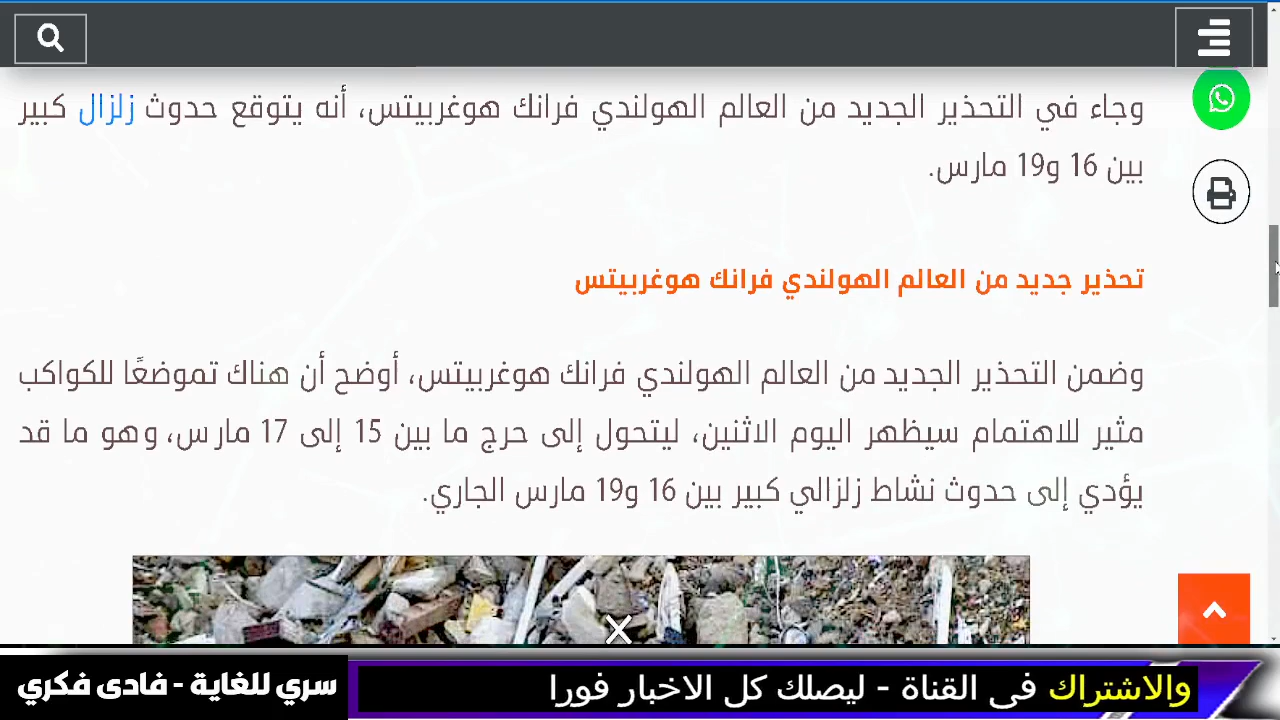 وجاء في التحذير الجديد من العالم الهولندي فرانك هوغربيتس، أنه يتوقع حدوث زلزال كبير
بين 16 و19 مارس.
تحذير جديد من العالم الهولندي فرانك هوغربيتس
وضمن التحذير الجديد من العالم الهولندي فرانك هوغربيتس، أوضح أن هناك تموضعًا للكواكب
مثير للاهتمام سيظهر اليوم الاثنين، ليتحول إلى حرج ما بين 15 إلى 17 مارس، وهو ما قد
يؤدي إلى حدوث نشاط زلزالي كبير بين 16 و19 مارس الجاري.
والاشتراك فى القناة - ليصلك كل الاخبار فورا
سري للغاية - فادى فكري